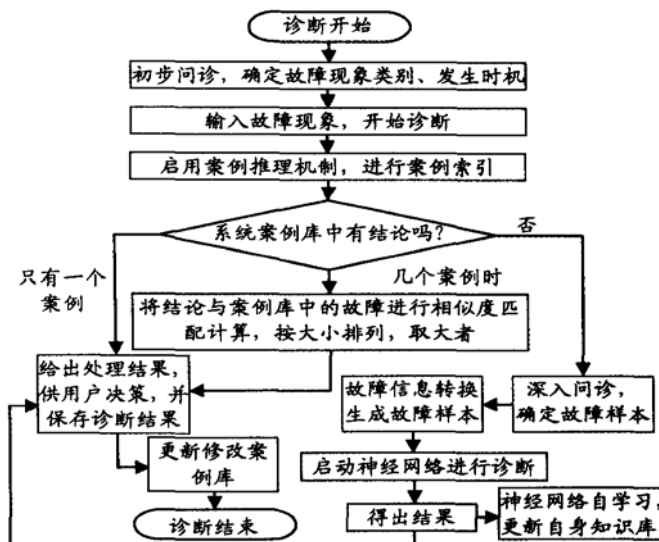 诊断开始
初步问诊，确定故障现象类别、发生时机
输入故障现象，开始诊断
启用案例推理机制，进行案例索引
系统案例库中有结论吗?
否
只有一个
案例
几个案例时
将结论与案例库中的故障进行相似度匹
配计算，按大小排列，取大者
给出处理结果，
供用户决策，并
保存诊断结果
故障信息转换
生成故障样本
深入问诊，
确定故障样本
更新修改案
例库
启动神经网络进行诊断
诊断结束
得出结果
神经网络自学习，
更新自身知识库